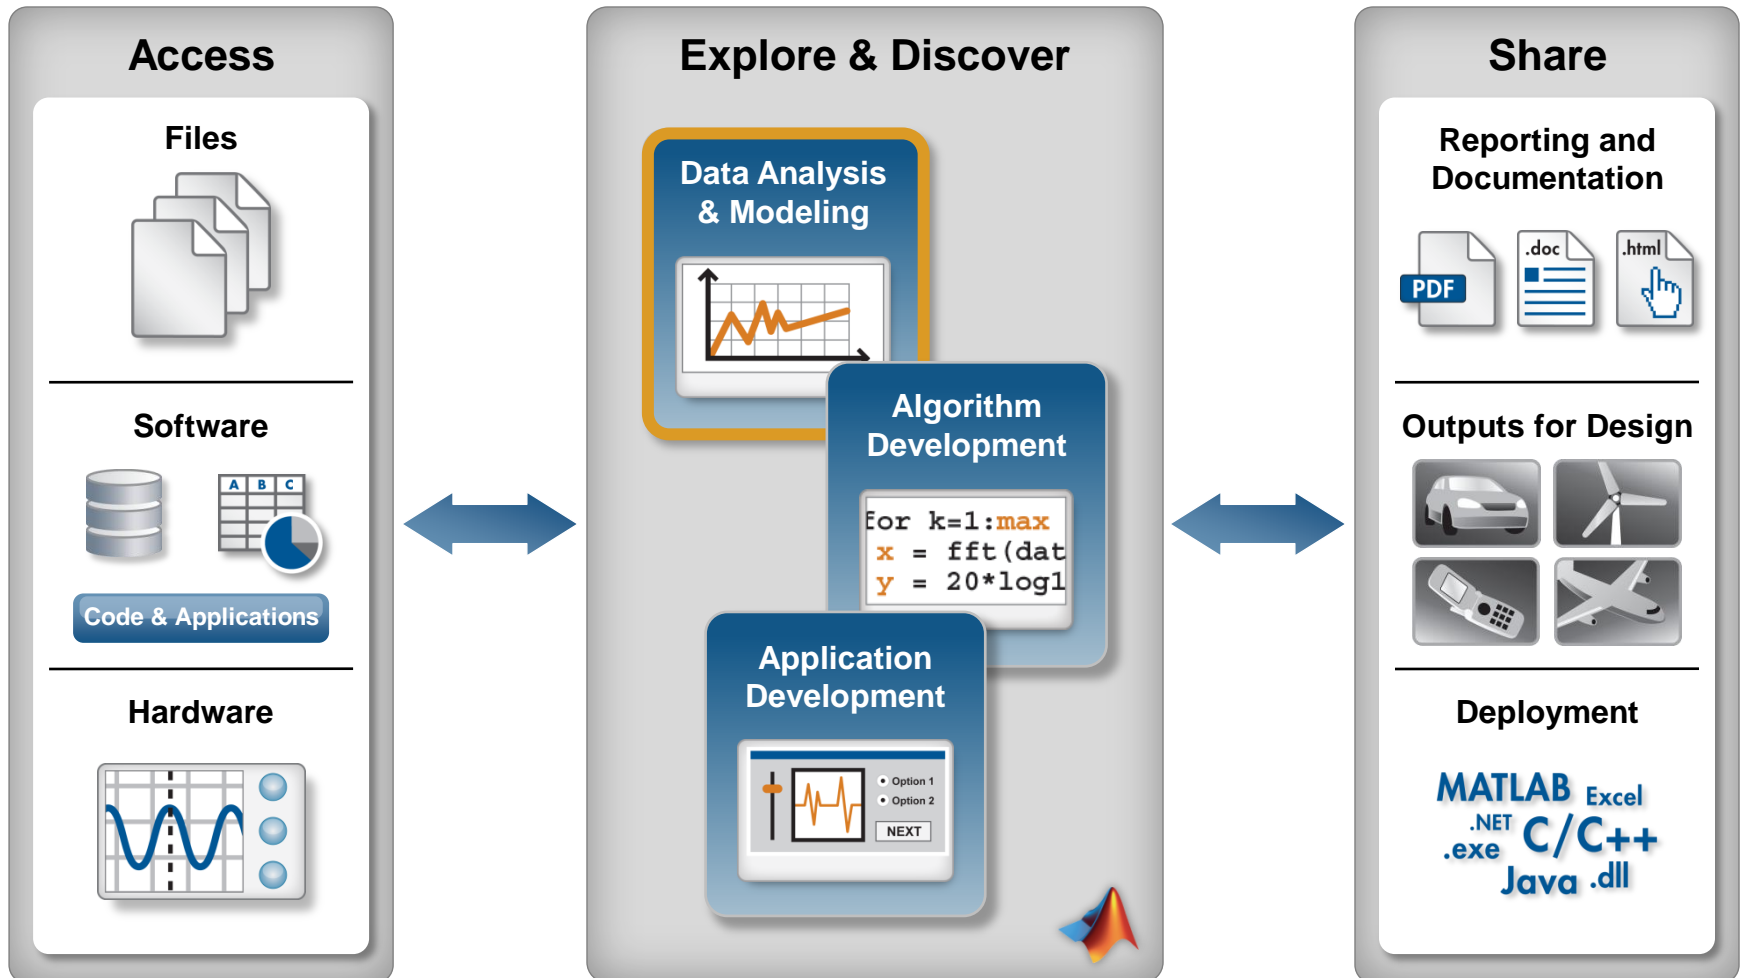 Access
Files
Software
A B C
Code & Applications
Hardware
Explore & Discover
Data Analysis
& Modeling
Algorithm
Development
for k=1:max
x = fft(dat
y = 20*log1
Application
Development
Option 1
Option 2
NEXT
Share
Reporting and
Documentation
PDF
.doc
.html
Outputs for Design
Deployment
MATLAB Excel
.NET C/C++
.exe
Java .dll